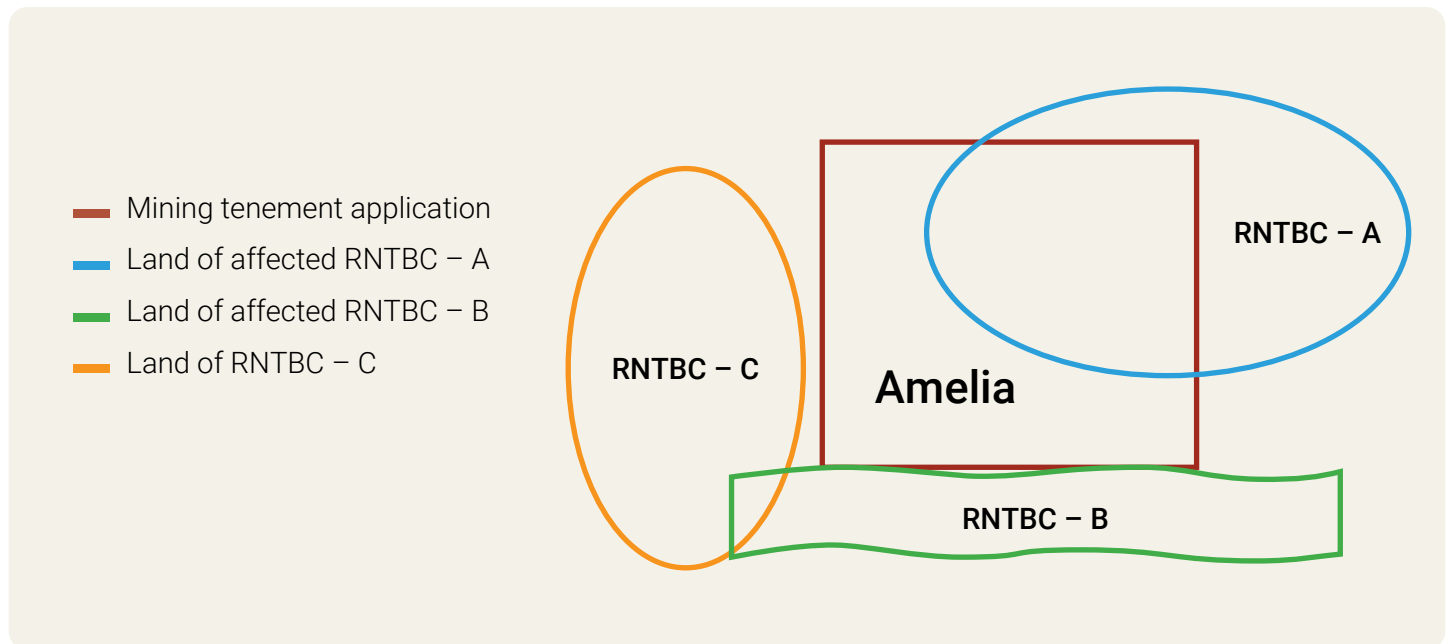 Mining tenement application
Land of affected RNTBC – A
Land of affected RNTBC – B
Land of RNTBC – C
RNTBC – A
RNTBC – C
Amelia
RNTBC – B